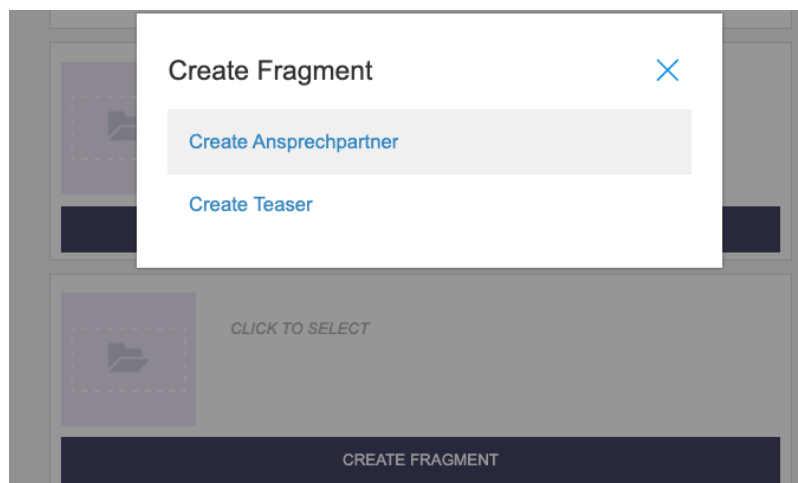 Create Fragment
Create Ansprechpartner
Create Teaser
CLICK TO SELECT
CREATE FRAGMENT